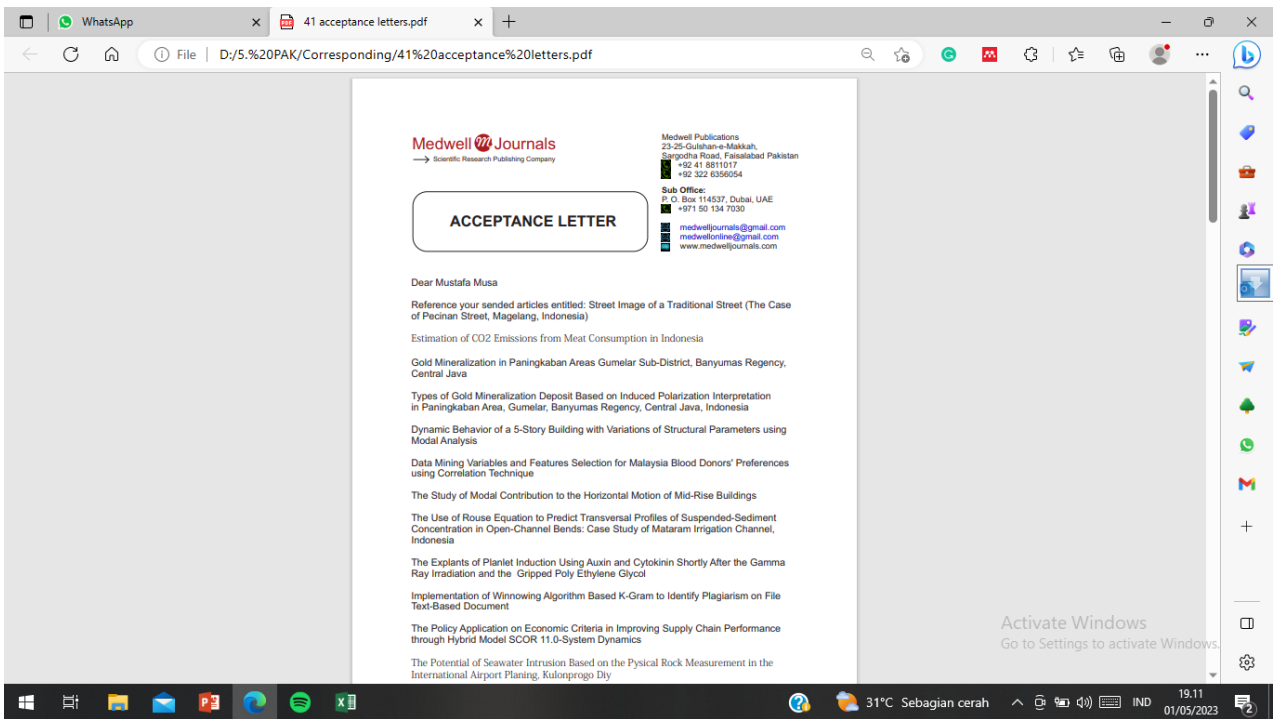 WhatsApp
41 acceptance letters.pdf
File
D:/5.%20PAK/Corresponding/41%20acceptance%20letters.pdf
Medwell m Journals
Scientific Research Publishing Company
Medwell Publications
23-25-Gulshan-e-Makkah,
Sargodha Road, Faisalabad Pakistan
+92 41 8811017
+92 322 6356054
Sub Office:
P. O. Box 114537, Dubai, UAE
+971 50 134 7030
medwelljournals@gmail.com
medwellonline@gmail.com
www.medwelljournals.com
ACCEPTANCE LETTER
Dear Mustafa Musa
Reference your sended articles entitled: Street Image of a Traditional Street (The Case
of Pecinan Street, Magelang, Indonesia)
Estimation of CO2 Emissions from Meat Consumption in Indonesia
Gold Mineralization in Paningkaban Areas Gumelar Sub-District, Banyumas Regency,
Central Java
Types of Gold Mineralization Deposit Based on Induced Polarization Interpretation
in Paningkaban Area, Gumelar, Banyumas Regency, Central Java, Indonesia
Dynamic Behavior of a 5-Story Building with Variations of Structural Parameters using
Modal Analysis
Data Mining Variables and Features Selection for Malaysia Blood Donors' Preferences
using Correlation Technique
The Study of Modal Contribution to the Horizontal Motion of Mid-Rise Buildings
The Use of Rouse Equation to Predict Transversal Profiles of Suspended-Sediment
Concentration in Open-Channel Bends: Case Study of Mataram Irrigation Channel,
Indonesia
The Explants of Planlet Induction Using Auxin and Cytokinin Shortly After the Gamma
Ray Irradiation and the Gripped Poly Ethylene Glycol
Implementation of Winnowing Algorithm Based K-Gram to Identify Plagiarism on File
Text-Based Document
The Policy Application on Economic Criteria in Improving Supply Chain Performance
through Hybrid Model SCOR 11.0-System Dynamics
The Potential of Seawater Intrusion Based on the Pysical Rock Measurement in the
International Airport Planing, Kulonprogo Diy
Activate Windows
Go to Settings to activate Windows.
31°C Sebagian cerah
IND
19.11
01/05/2023
2